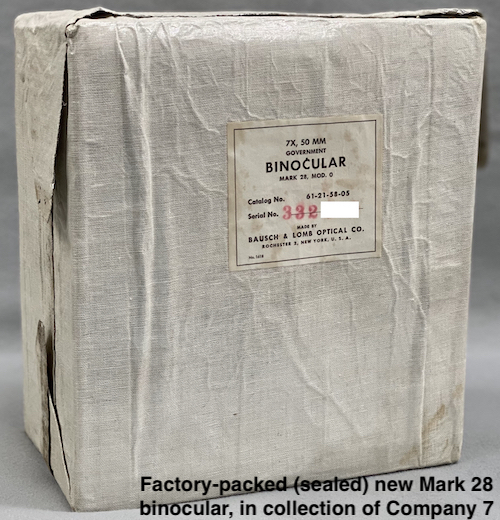 7X, 50 MM
GOVERNMENT
BINOCULAR
MARK 28, MOD. 0
Catalog No. 61-21-58-05
Serial No. 332
MADE BY
BAUSCH & LOMB OPTICAL CO.
ROCHESTER 2, NEW YORK, U. S. A.
Factory-packed (sealed) new Mark 28
binocular, in collection of Company 7